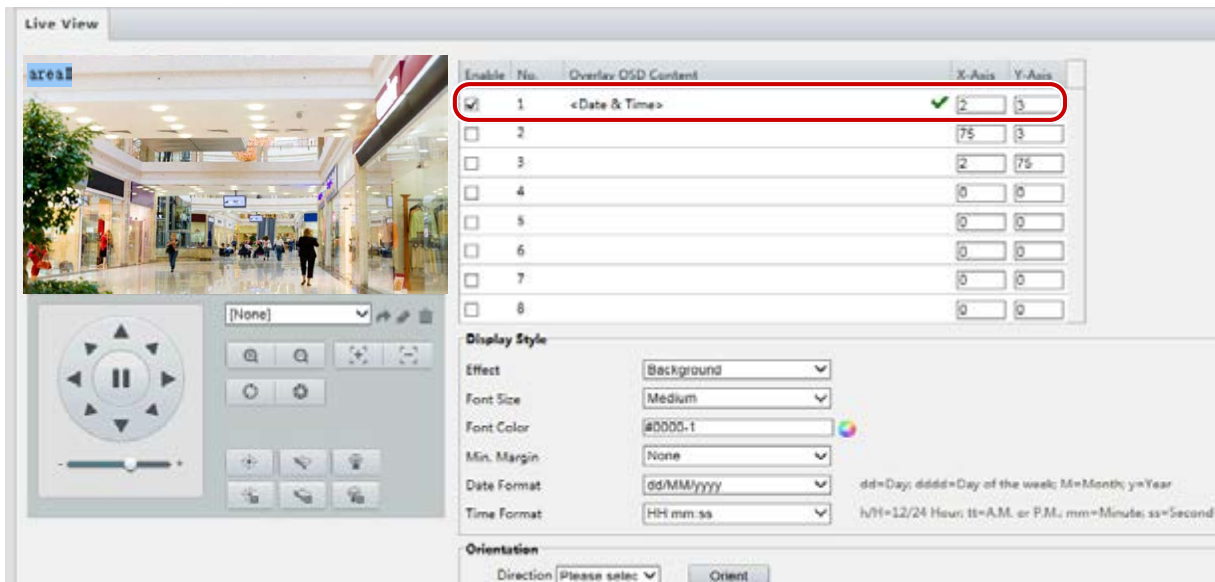 Live View
area1
Enable No. Overlay OSD Content X-Axis Y-Axis
1 <Date & Time> 2 3
2 75 3
3 2 75
4 0 0
5 0 0
6 0 0
7 0 0
8 0 0
[None]
Display Style
Effect Background
Font Size Medium
Font Color #0000-1
Min. Margin None
Date Format dd/MM/yyyy dd=Day; dddd=Day of the week; M=Month; y=Year
Time Format HH:mm:ss h/H=12/24 Hour; tt=A.M. or P.M.; mm=Minute; ss=Second
Orientation
Direction Please selec Orient